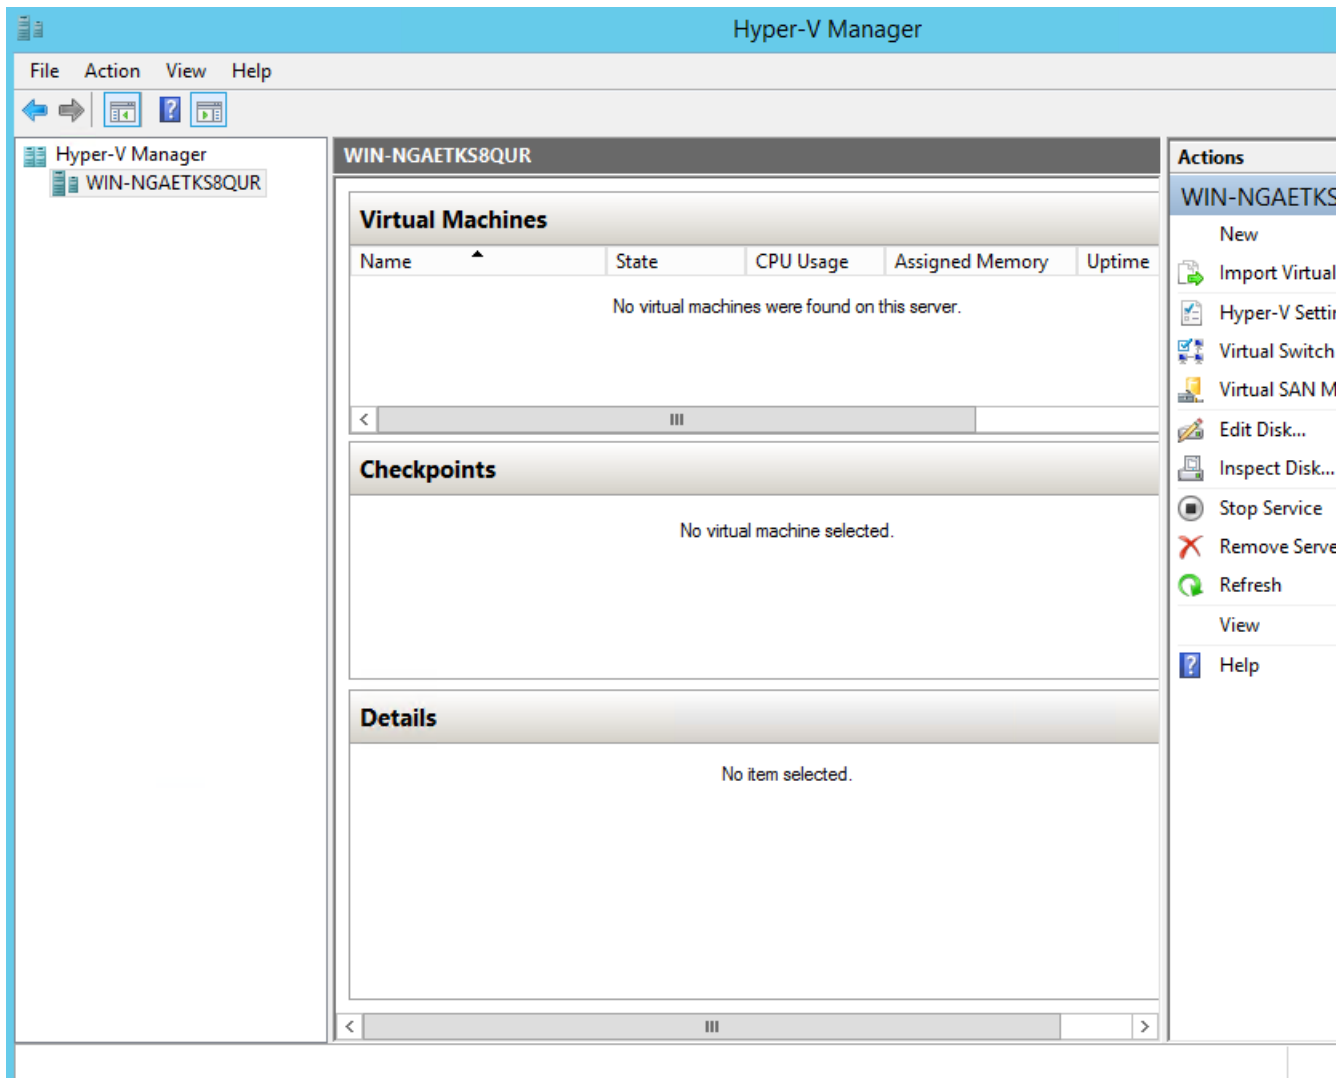 Hyper-V Manager
File Action View Help
Hyper-V Manager
WIN-NGAETKS8QUR
WIN-NGAETKS8QUR
Virtual Machines
Name State CPU Usage Assigned Memory Uptime
No virtual machines were found on this server.
Checkpoints
No virtual machine selected.
Details
No item selected.
Actions
WIN-NGAETKS
New
Import Virtual
Hyper-V Settin
Virtual Switch
Virtual SAN M
Edit Disk...
Inspect Disk...
Stop Service
Remove Serve
Refresh
View
Help